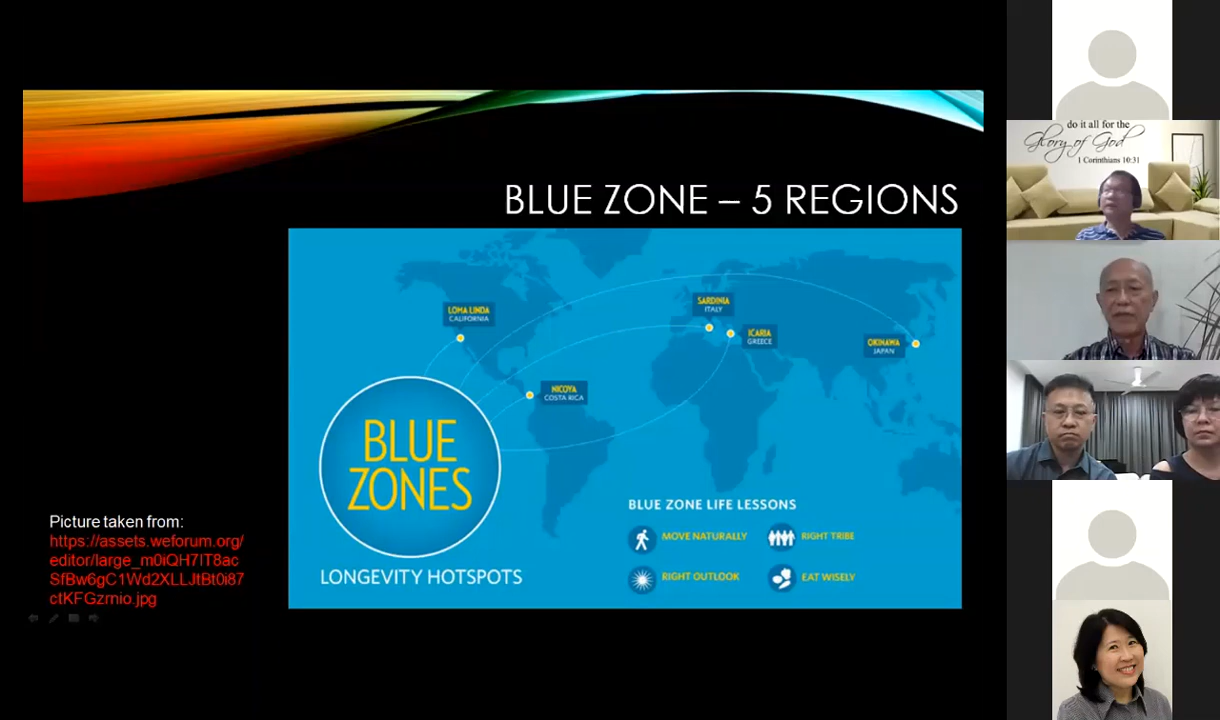 BLUE ZONE – 5 REGIONS
LOMA LINDA
CALIFORNIA
SARDINIA
ITALY
ICARIA
GREECE
OKINAWA
JAPAN
NICOYA
COSTA RICA
BLUE
ZONES
LONGEVITY HOTSPOTS
BLUE ZONE LIFE LESSONS
MOVE NATURALLY
RIGHT TRIBE
RIGHT OUTLOOK
EAT WISELY
Picture taken from:
https://assets.weforum.org/
editor/large_m0iQH7IT8ac
SfBw6gC1Wd2XLLJtBt0i87
ctKFGzrnio.jpg
do it all for the
Glory of God
1 Corinthians 10:31